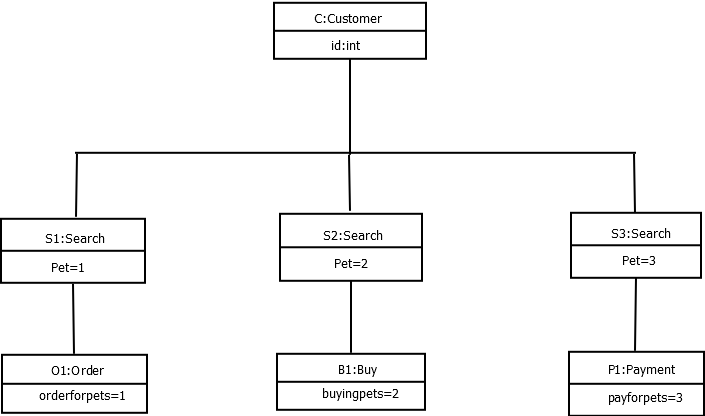 C:Customer
id:int
S1:Search
Pet=1
S2:Search
Pet=2
S3:Search
Pet=3
O1:Order
orderforpets=1
B1:Buy
buyingpets=2
P1:Payment
payforpets=3